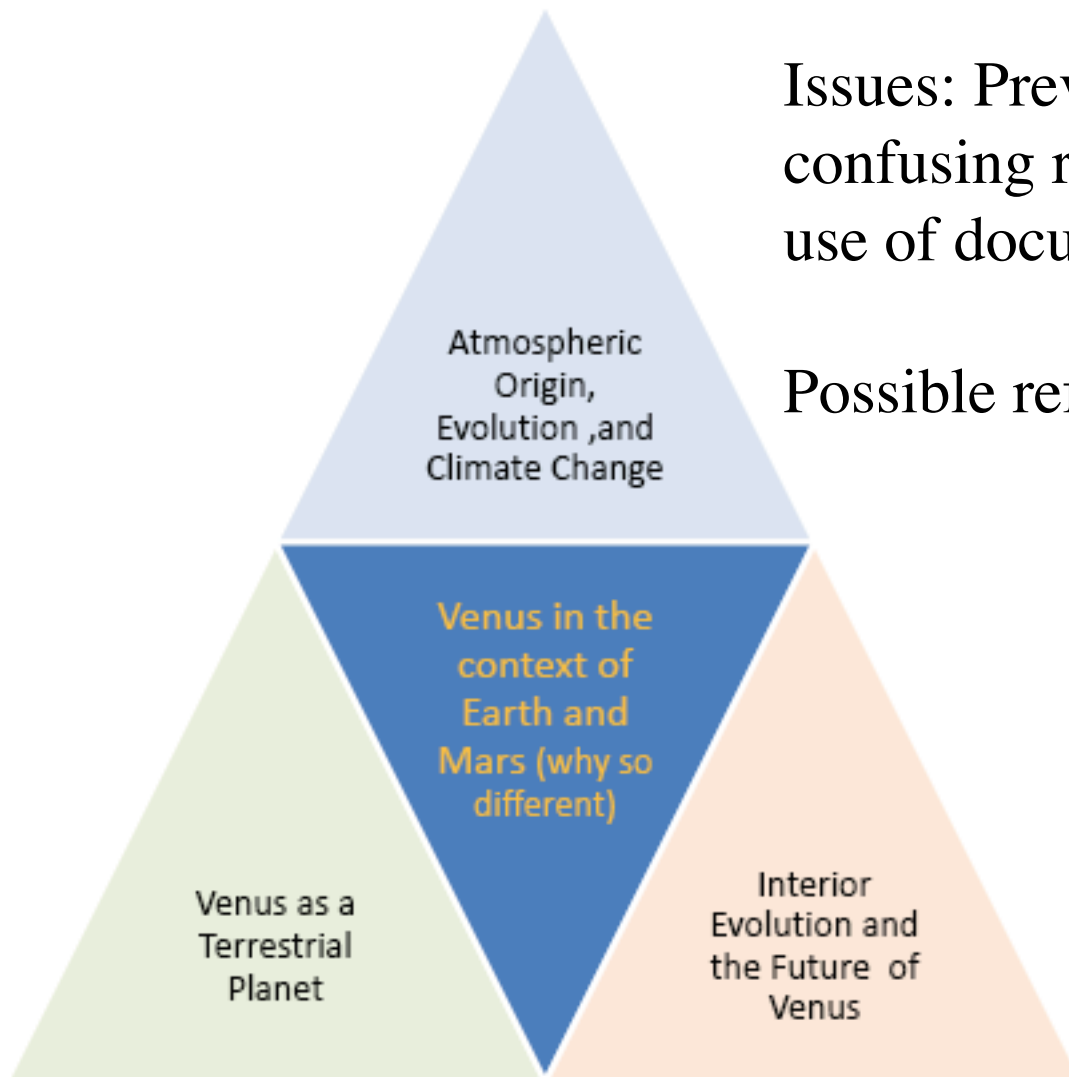 Issues: Prev
confusing r
use of docu
Possible ref
Atmospheric
Origin,
Evolution ,and
Climate Change
Venus in the
context of
Earth and
Mars (why so
different)
Venus as a
Terrestrial
Planet
Interior
Evolution and
the Future  of
Venus